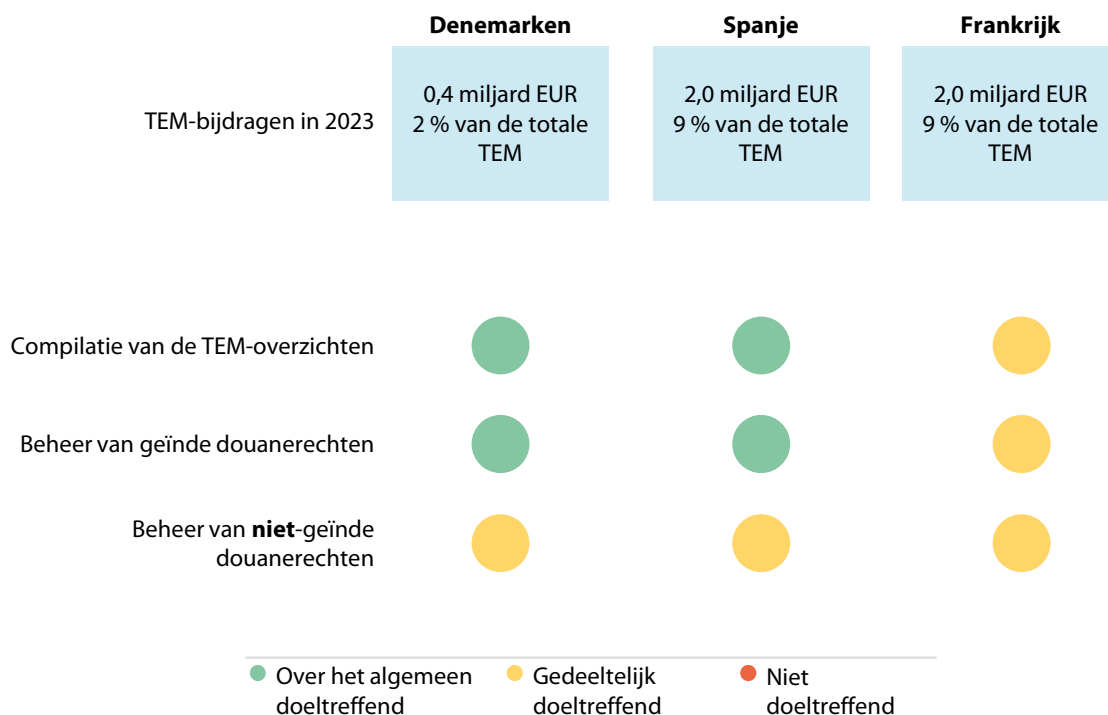 Denemarken
Spanje
Frankrijk
TEM-bijdragen in 2023
0,4 miljard EUR
2 % van de totale
TEM
2,0 miljard EUR
9 % van de totale
TEM
2,0 miljard EUR
9 % van de totale
TEM
Compilatie van de TEM-overzichten
Beheer van geïnde douanerechten
Beheer van niet-geïnde
douanerechten
Over het algemeen
doeltreffend
Gedeeltelijk
doeltreffend
Niet
doeltreffend